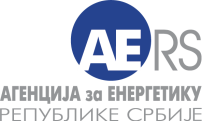 AERS
АГЕНЦИЈА за ЕНЕРГЕТИКУ
РЕПУБЛИКЕ СРБИЈЕ